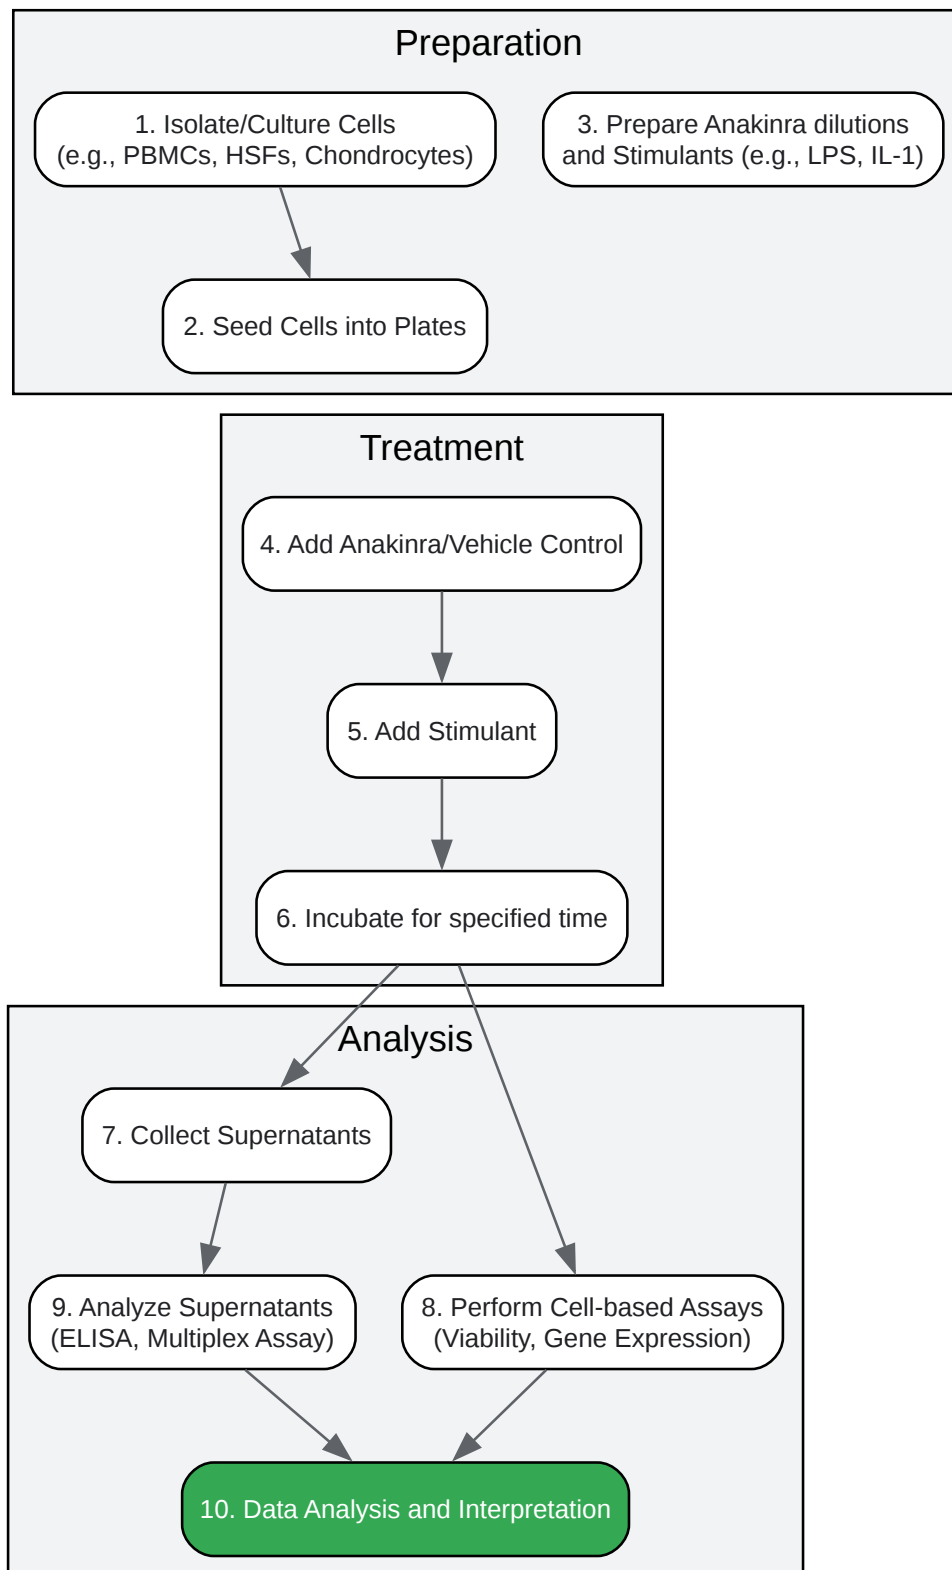 Preparation
1. Isolate/Culture Cells
(e.g., PBMCs, HSFs, Chondrocytes)
3. Prepare Anakinra dilutions
and Stimulants (e.g., LPS, IL-1)
2. Seed Cells into Plates
Treatment
4. Add Anakinra/Vehicle Control
5. Add Stimulant
6. Incubate for specified time
Analysis
7. Collect Supernatants
9. Analyze Supernatants
(ELISA, Multiplex Assay)
8. Perform Cell-based Assays
(Viability, Gene Expression)
10. Data Analysis and Interpretation